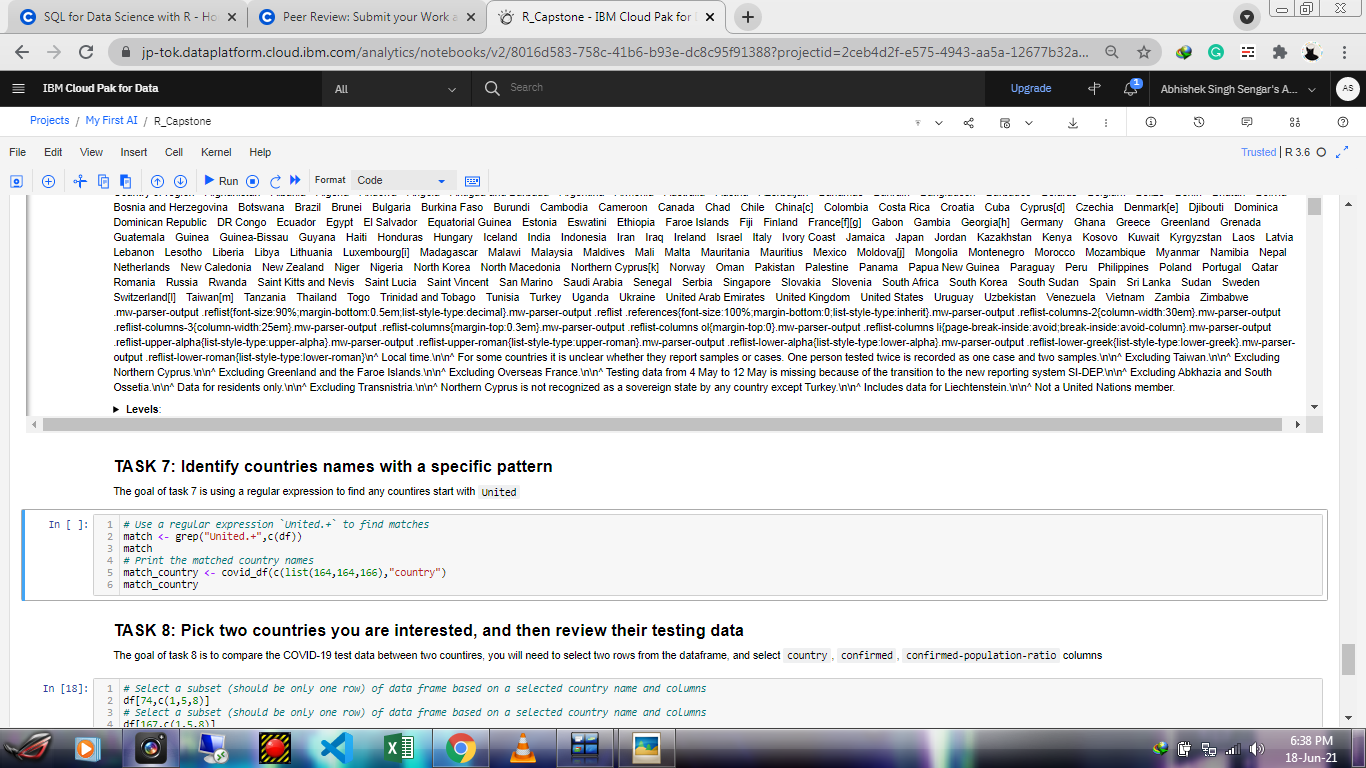 SQL for Data Science with R - Ho
Peer Review: Submit your Work a
R_Capstone - IBM Cloud Pak for
jp-tok.dataplatform.cloud.ibm.com/analytics/notebooks/v2/8016d583-758c-41b6-b93e-dc8c95f91388?projectid=2ceb4d2f-e575-4943-aa5a-12677b32a...
IBM Cloud Pak for Data
All
Search
Upgrade
1
Abhishek Singh Sengar's A...
AS
Projects / My First AI / R_Capstone
File Edit View Insert Cell Kernel Help
Trusted | R 3.6
Run
Format Code
Bosnia and Herzegovina Botswana Brazil Brunei Bulgaria Burkina Faso Burundi Cambodia Cameroon Canada Chad Chile China[c] Colombia Costa Rica Croatia Cuba Cyprus[d] Czechia Denmark[e] Djibouti Dominica
Dominican Republic DR Congo Ecuador Egypt El Salvador Equatorial Guinea Estonia Eswatini Ethiopia Faroe Islands Fiji Finland France[f][g] Gabon Gambia Georgia[h] Germany Ghana Greece Greenland Grenada
Guatemala Guinea Guinea-Bissau Guyana Haiti Honduras Hungary Iceland India Indonesia Iran Iraq Ireland Israel Italy Ivory Coast Jamaica Japan Jordan Kazakhstan Kenya Kosovo Kuwait Kyrgyzstan Laos Latvia
Lebanon Lesotho Liberia Libya Lithuania Luxembourg[i] Madagascar Malawi Malaysia Maldives Mali Malta Mauritania Mauritius Mexico Moldova[j] Mongolia Montenegro Morocco Mozambique Myanmar Namibia Nepal
Netherlands New Caledonia New Zealand Niger Nigeria North Korea North Macedonia Northern Cyprus[k] Norway Oman Pakistan Palestine Panama Papua New Guinea Paraguay Peru Philippines Poland Portugal Qatar
Romania Russia Rwanda Saint Kitts and Nevis Saint Lucia Saint Vincent San Marino Saudi Arabia Senegal Serbia Singapore Slovakia Slovenia South Africa South Korea South Sudan Spain Sri Lanka Sudan Sweden
Switzerland[l] Taiwan[m] Tanzania Thailand Togo Trinidad and Tobago Tunisia Turkey Uganda Ukraine United Arab Emirates United Kingdom United States Uruguay Uzbekistan Venezuela Vietnam Zambia Zimbabwe
.mw-parser-output .reflist{font-size:90%;margin-bottom:0.5em;list-style-type:decimal}.mw-parser-output .reflist .references{font-size:100%;margin-bottom:0;list-style-type:inherit}.mw-parser-output .reflist-columns-2{column-width:30em}.mw-parser-output
.reflist-columns-3{column-width:25em}.mw-parser-output .reflist-columns{margin-top:0.3em}.mw-parser-output .reflist-columns ol{margin-top:0}.mw-parser-output .reflist-columns li{page-break-inside:avoid;break-inside:avoid-column}.mw-parser-output
.reflist-upper-alpha{list-style-type:upper-alpha}.mw-parser-output .reflist-upper-roman{list-style-type:upper-roman}.mw-parser-output .reflist-lower-alpha{list-style-type:lower-alpha}.mw-parser-output .reflist-lower-greek{list-style-type:lower-greek}.mw-parser-
output .reflist-lower-roman{list-style-type:lower-roman}\n^ Local time.\n\n^ For some countries it is unclear whether they report samples or cases. One person tested twice is recorded as one case and two samples.\n\n^ Excluding Taiwan.\n\n^ Excluding
Northern Cyprus.\n\n^ Excluding Greenland and the Faroe Islands.\n\n^ Excluding Overseas France.\n\n^ Testing data from 4 May to 12 May is missing because of the transition to the new reporting system SI-DEP.\n\n^ Excluding Abkhazia and South
Ossetia.\n\n^ Data for residents only.\n\n^ Excluding Transnistria.\n\n^ Northern Cyprus is not recognized as a sovereign state by any country except Turkey.\n\n^ Includes data for Liechtenstein.\n\n^ Not a United Nations member.
Levels:
TASK 7: Identify countries names with a specific pattern
The goal of task 7 is using a regular expression to find any countires start with United
In [ ]:
1 # Use a regular expression `United.+` to find matches
2 match <- grep("United.+",c(df))
3 match
4 # Print the matched country names
5 match_country <- covid_df(c(list(164,164,166),"country")
6 match_country
TASK 8: Pick two countries you are interested, and then review their testing data
The goal of task 8 is to compare the COVID-19 test data between two countires, you will need to select two rows from the dataframe, and select country , confirmed , confirmed-population-ratio columns
In [18]:
1 # Select a subset (should be only one row) of data frame based on a selected country name and columns
2 df[74,c(1,5,8)]
3 # Select a subset (should be only one row) of data frame based on a selected country name and columns
4 df[167,c(1,5,8)]
6:38 PM
18-Jun-21